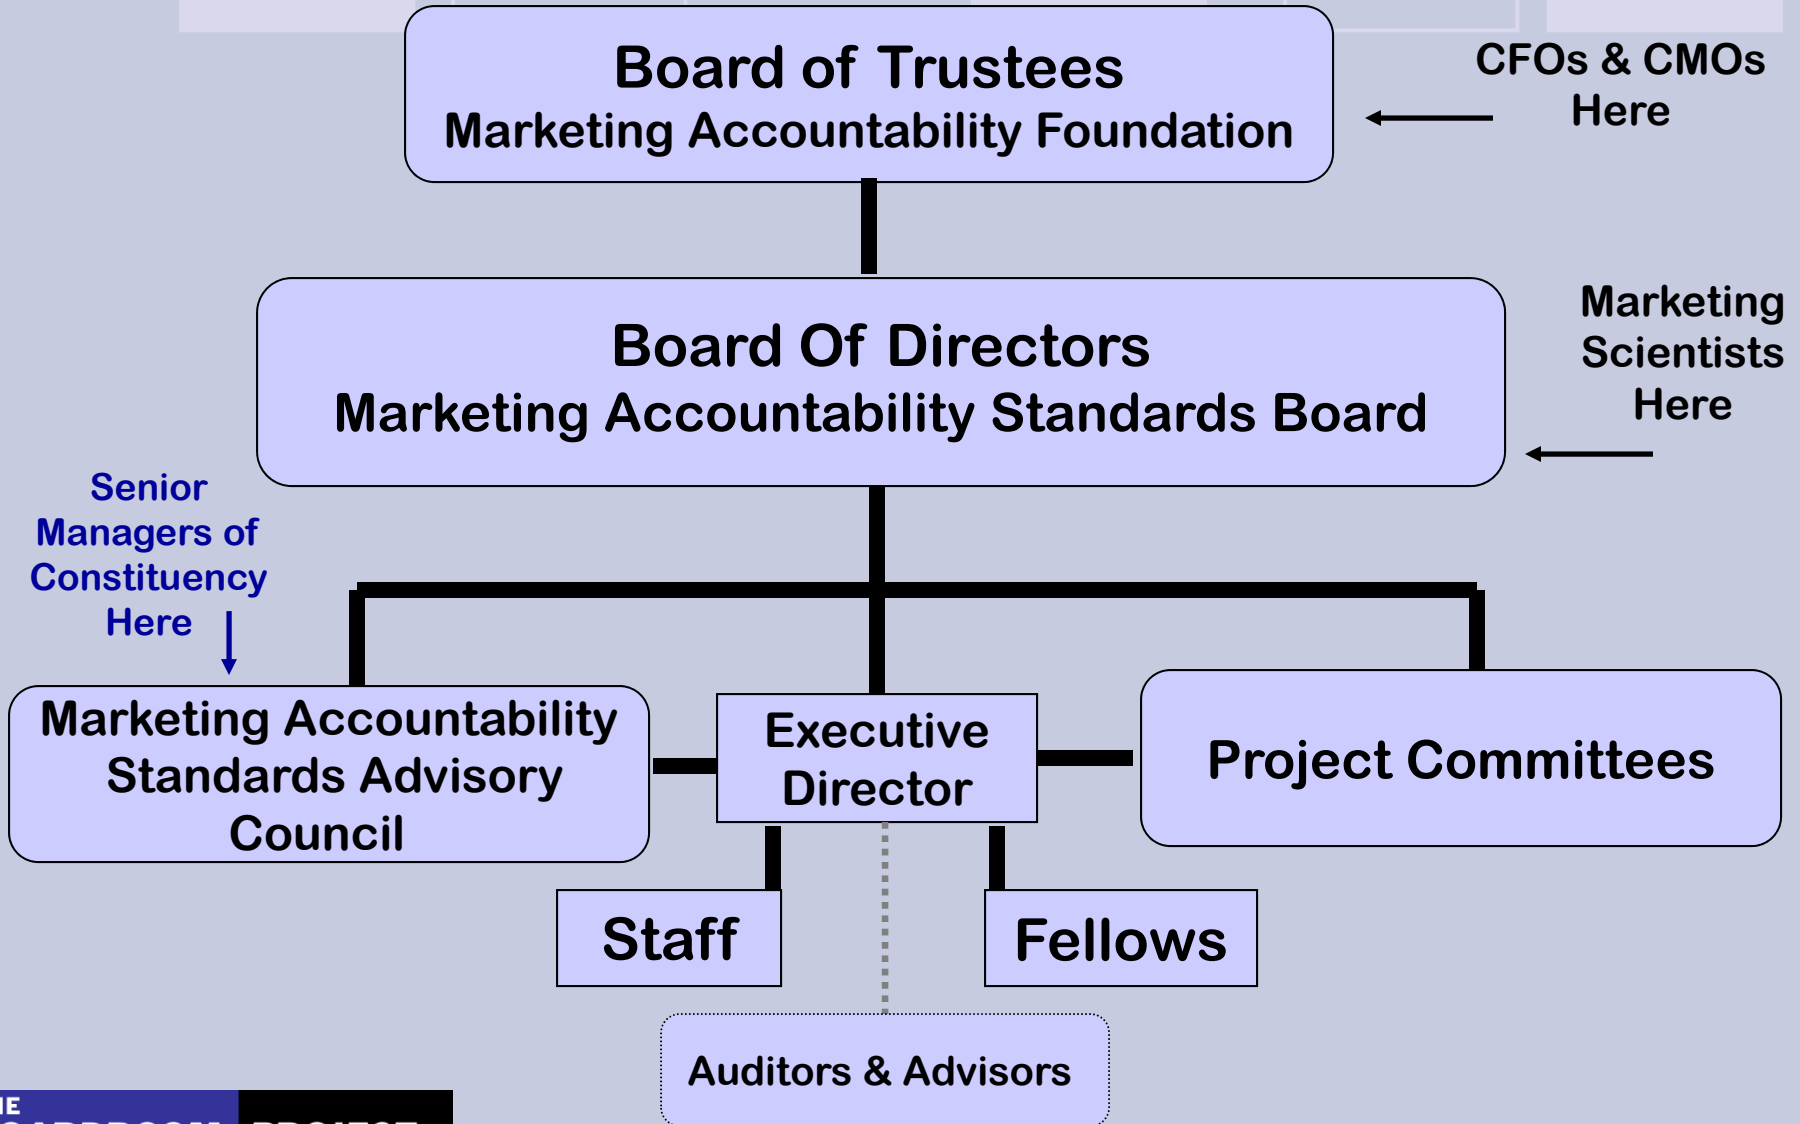 Board of Trustees
Marketing Accountability Foundation
CFOs & CMOs
Here
Board Of Directors
Marketing Accountability Standards Board
Marketing
Scientists
Here
Senior
Managers of
Constituency
Here
Marketing Accountability
Standards Advisory
Council
Executive
Director
Project Committees
Staff
Fellows
Auditors & Advisors